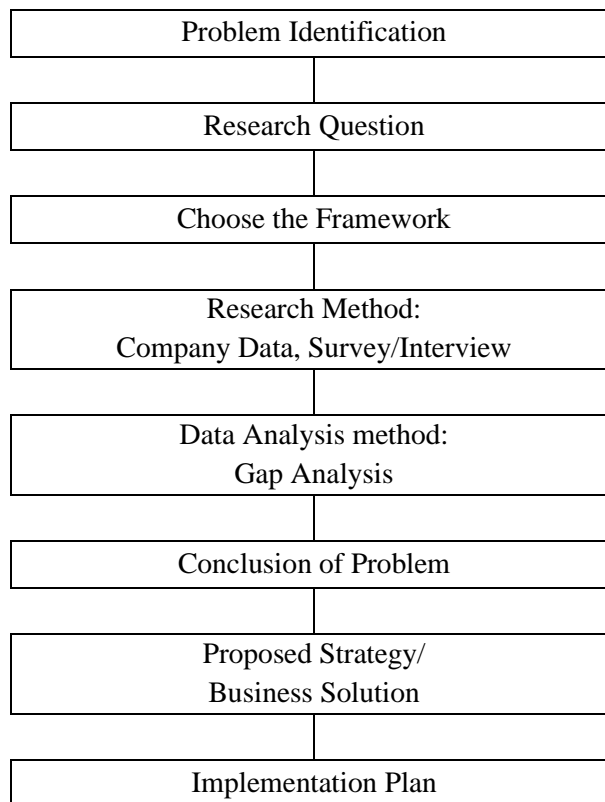 Problem Identification
Research Question
Choose the Framework
Research Method:
Company Data, Survey/Interview
Data Analysis method:
Gap Analysis
Conclusion of Problem
Proposed Strategy/
Business Solution
Implementation Plan